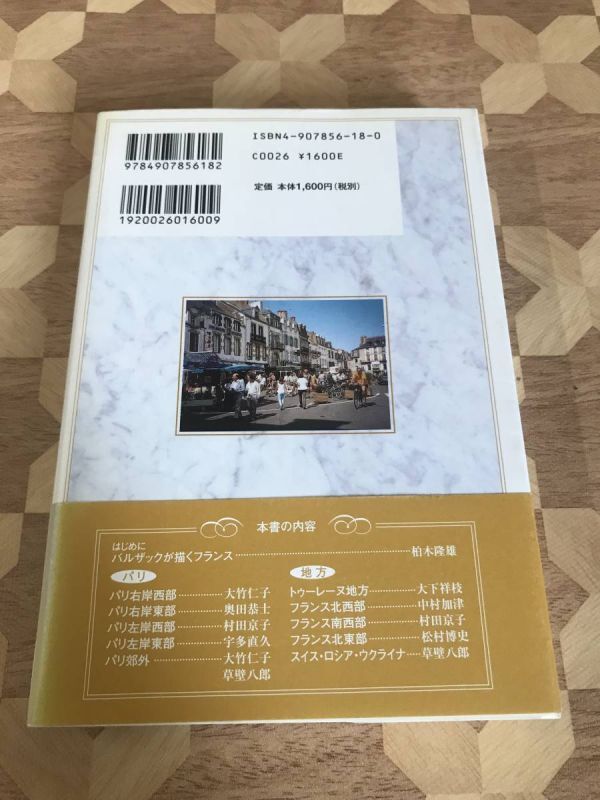 ISBN4-907856-18-0
C0026 ¥1600E
定価 本体1,600円(税別)
9784907856182
1920026016009
本書の内容
はじめに
バルザックが描くフランス……柏木隆雄
パリ
パリ右岸西部……大竹仁子
パリ右岸東部……奥田恭士
パリ左岸西部……村田京子
パリ左岸東部……宇多直久
パリ郊外……大竹仁子
草壁八郎
地方
トゥーレーヌ地方……大下祥枝
フランス北西部……中村加津
フランス南西部……村田京子
フランス北東部……松村博史
スイス・ロシア・ウクライナ…草壁八郎